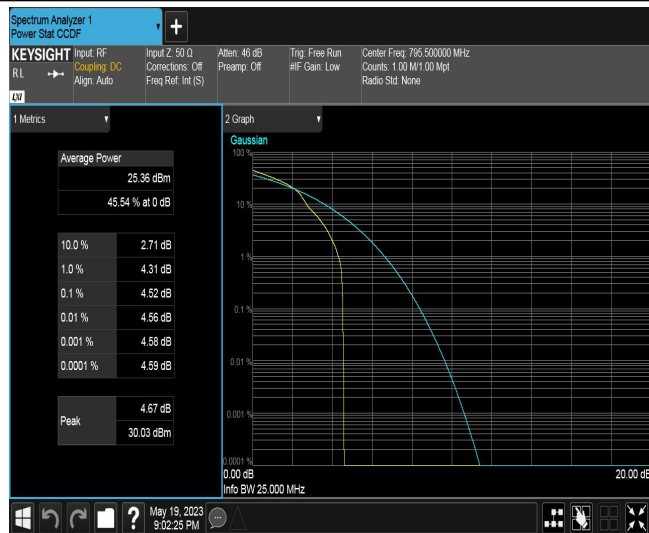 Spectrum Analyzer 1
Power Stat CCDF
+
KEYSIGHT
RL
LXI
Input: RF
Coupling: DC
Align: Auto
Input Z: 50 Ω
Corrections: Off
Freq Ref: Int (S)
Atten: 46 dB
Preamp: Off
Trig: Free Run
#IF Gain: Low
Center Freq: 795.500000 MHz
Counts: 1.00 M/1.00 Mpt
Radio Std: None
1 Metrics
Average Power
25.36 dBm
45.54 % at 0 dB
10.0 % 2.71 dB
1.0 % 4.31 dB
0.1 % 4.52 dB
0.01 % 4.56 dB
0.001 % 4.58 dB
0.0001 % 4.59 dB
Peak
4.67 dB
30.03 dBm
2 Graph
Gaussian
100 %
10 %
1 %
0.1 %
0.01 %
0.001 %
0.0001 %
0.00 dB
20.00 dB
Info BW 25.000 MHz
?
May 19, 2023
9:02:25 PM